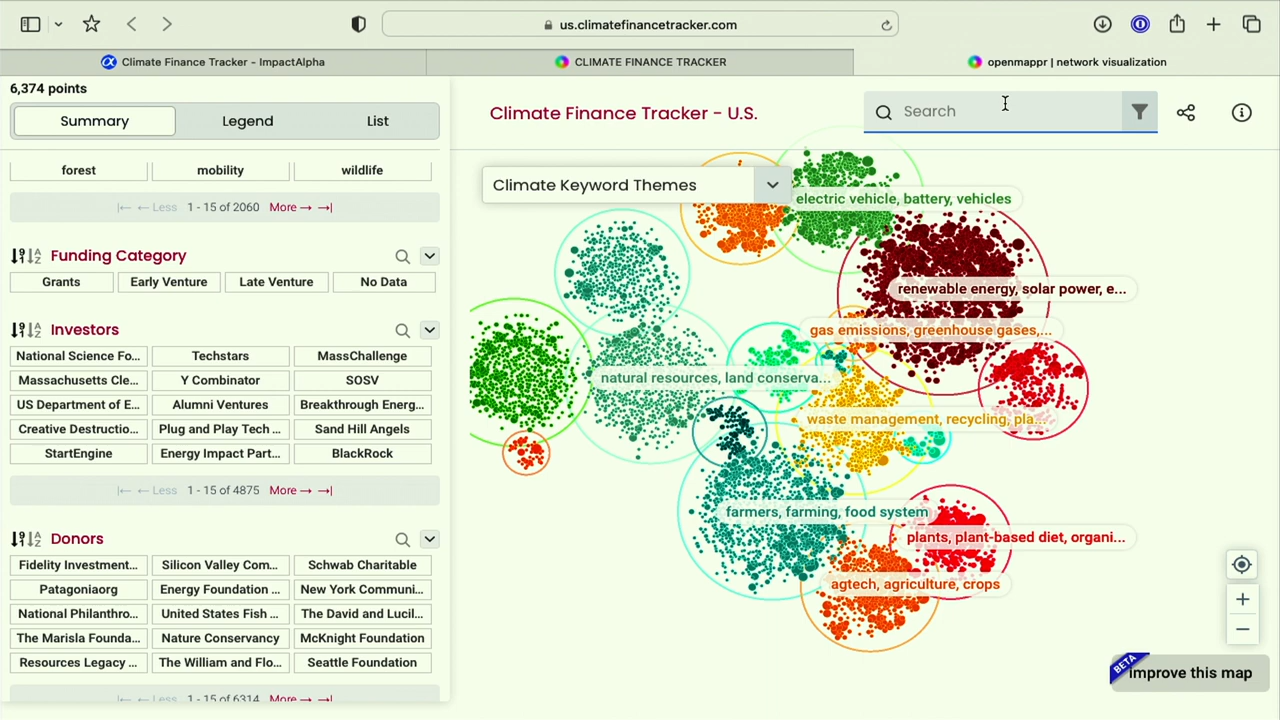 us.climatefinancetracker.com
Climate Finance Tracker - ImpactAlpha
CLIMATE FINANCE TRACKER
openmappr | network visualization
6,374 points
Summary
Legend
List
Climate Finance Tracker – U.S.
Search
forest
mobility
wildlife
|← ← Less 1 - 15 of 2060 More → →|
Funding Category
Grants
Early Venture
Late Venture
No Data
Investors
National Science Fo...
Techstars
MassChallenge
Massachusetts Cle...
Y Combinator
SOSV
US Department of E...
Alumni Ventures
Breakthrough Energ...
Creative Destructio...
Plug and Play Tech ...
Sand Hill Angels
StartEngine
Energy Impact Part...
BlackRock
|← ← Less 1 - 15 of 4875 More → →|
Donors
Fidelity Investment...
Silicon Valley Com...
Schwab Charitable
Patagoniaorg
Energy Foundation ...
New York Communi...
National Philanthro...
United States Fish ...
The David and Lucil...
The Marisla Founda...
Nature Conservancy
McKnight Foundation
Resources Legacy ...
The William and Flo...
Seattle Foundation
|← ← Less 1 - 15 of 6314 More → →|
Climate Keyword Themes
electric vehicle, battery, vehicles
renewable energy, solar power, e...
gas emissions, greenhouse gases,...
natural resources, land conserva...
waste management, recycling, pla...
farmers, farming, food system
plants, plant-based diet, organi...
agtech, agriculture, crops
BETA
Improve this map